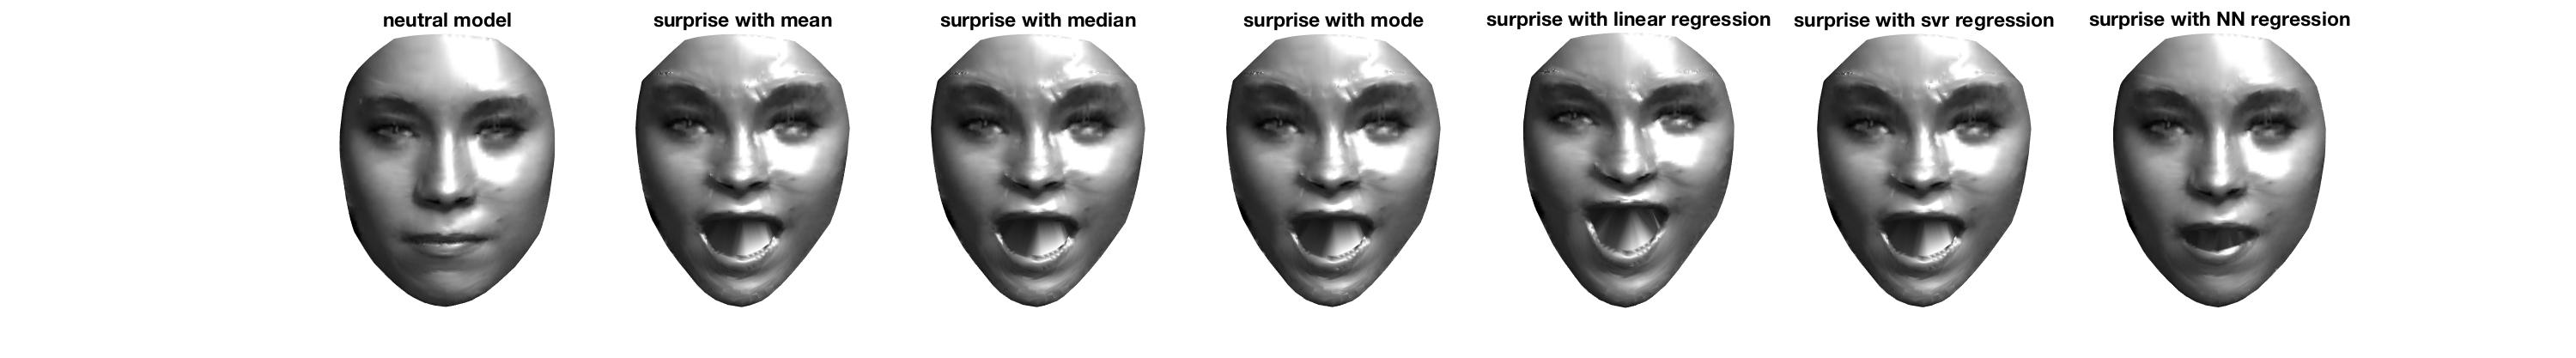 neutral model
surprise with mean
surprise with median
surprise with mode
surprise with linear regression
surprise with svr regression
surprise with NN regression